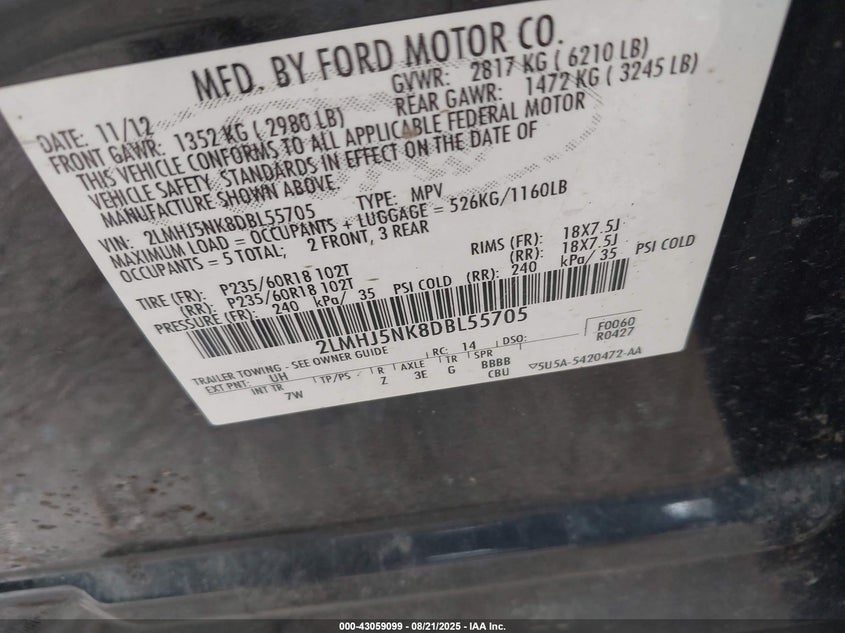 MFD. BY FORD MOTOR CO.
DATE: 11/12 GVWR: 2817 KG ( 6210 LB)
FRONT GAWR: 1352 KG ( 2980 LB) REAR GAWR: 1472 KG ( 3245 LB)
THIS VEHICLE CONFORMS TO ALL APPLICABLE FEDERAL MOTOR
VEHICLE SAFETY STANDARDS IN EFFECT ON THE DATE OF
MANUFACTURE SHOWN ABOVE.
VIN: 2LMHJ5NK8DBL55705 TYPE: MPV
MAXIMUM LOAD = OCCUPANTS + LUGGAGE = 526KG/1160LB
OCCUPANTS = 5 TOTAL; 2 FRONT, 3 REAR
TIRE (FR): P235/60R18 102T RIMS (FR): 18X7.5J
(RR): P235/60R18 102T (RR): 18X7.5J
PRESSURE (FR): 240 kPa/ 35 PSI COLD (RR): 240 kPa/ 35 PSI COLD
2LMHJ5NK8DBL55705
TRAILER TOWING - SEE OWNER GUIDE RC: 14 DSO: F0060
R0427
EXT PNT: UH
INT TR TP/PS R AXLE TR SPR
7W Z 3E G BBBB
CBU
▽5U5A-5420472-AA
000-43059099 - 08/21/2025 - IAA Inc.